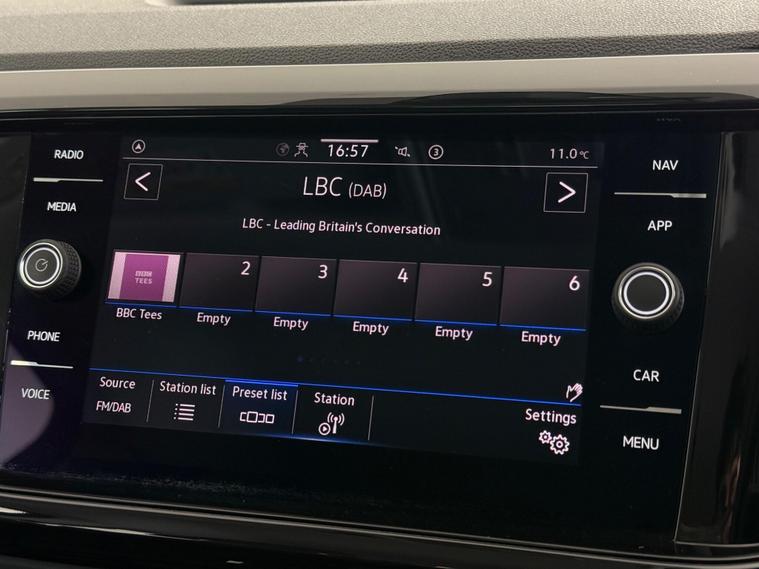 RADIO
MEDIA
PHONE
VOICE
16:57
3
11.0°C
LBC (DAB)
LBC - Leading Britain's Conversation
BBC
TEES
2
3
4
5
6
BBC Tees
Empty
Empty
Empty
Empty
Empty
Source
FM/DAB
Station list
Preset list
Station
Settings
NAV
APP
CAR
MENU